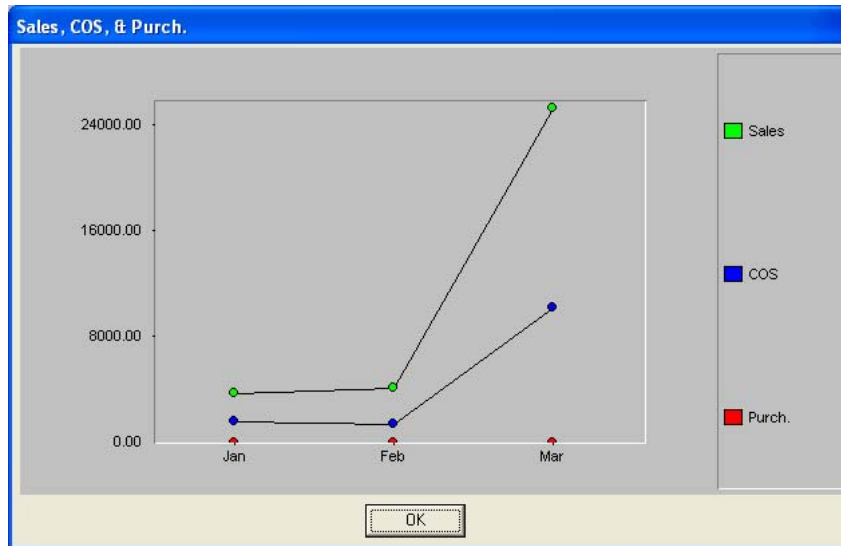 Sales, COS, & Purch.
24000.00
16000.00
8000.00
0.00
Jan Feb Mar
Sales
COS
Purch.
OK